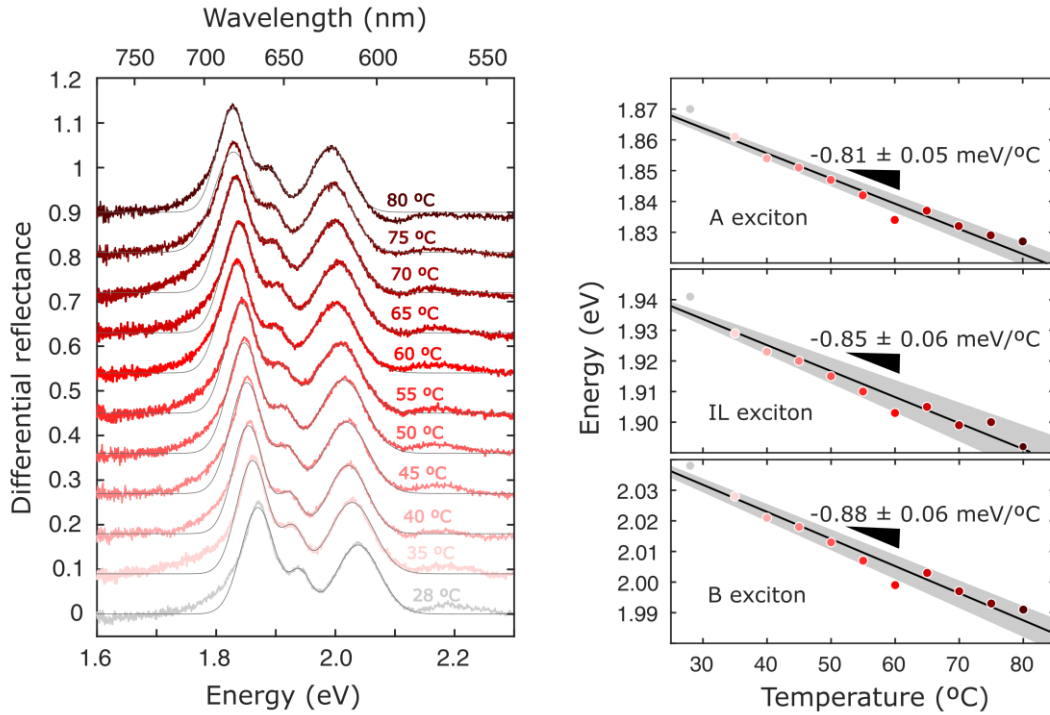 Wavelength (nm)
750 700 650 600 550
Differential reflectance
1.2
1.1
1
0.9
0.8
0.7
0.6
0.5
0.4
0.3
0.2
0.1
0
80 ºC
75 ºC
70 ºC
65 ºC
60 ºC
55 ºC
50 ºC
45 ºC
40 ºC
35 ºC
28 ºC
1.6 1.8 2.0 2.2
Energy (eV)
Energy (eV)
1.87
1.86
1.85
1.84
1.83
-0.81 ± 0.05 meV/ºC
A exciton
1.94
1.93
1.92
1.91
1.90
-0.85 ± 0.06 meV/ºC
IL exciton
2.03
2.02
2.01
2.00
1.99
-0.88 ± 0.06 meV/ºC
B exciton
30 40 50 60 70 80
Temperature (ºC)